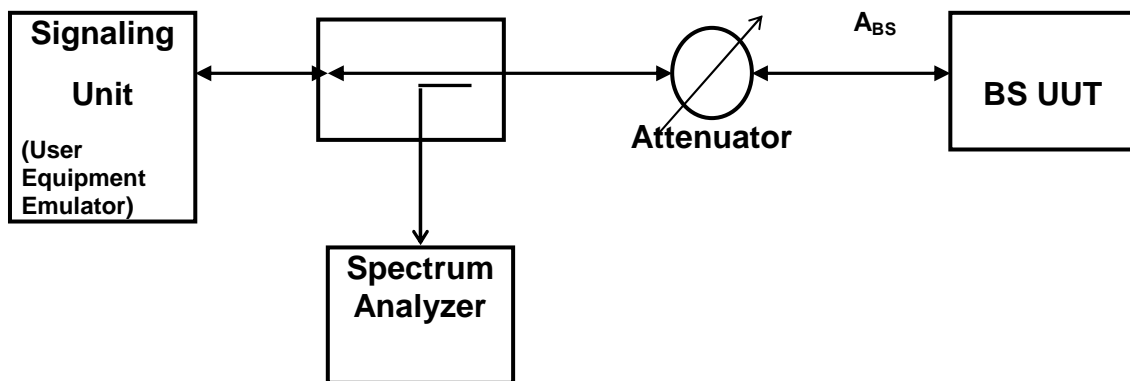 Signaling
Unit
(User
Equipment
Emulator)
A_BS
Attenuator
BS UUT
Spectrum
Analyzer